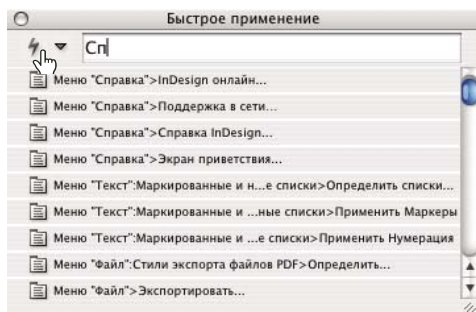 Быстрое применение
Сп
Меню "Справка">InDesign онлайн...
Меню "Справка">Поддержка в сети...
Меню "Справка">Справка InDesign...
Меню "Справка">Экран приветствия...
Меню "Текст":Маркированные и н...е списки>Определить списки...
Меню "Текст":Маркированные и ...ные списки>Применить Маркеры
Меню "Текст":Маркированные и ...е списки>Применить Нумерация
Меню "Файл":Стили экспорта файлов PDF>Определить...
Меню "Файл">Экспортировать...